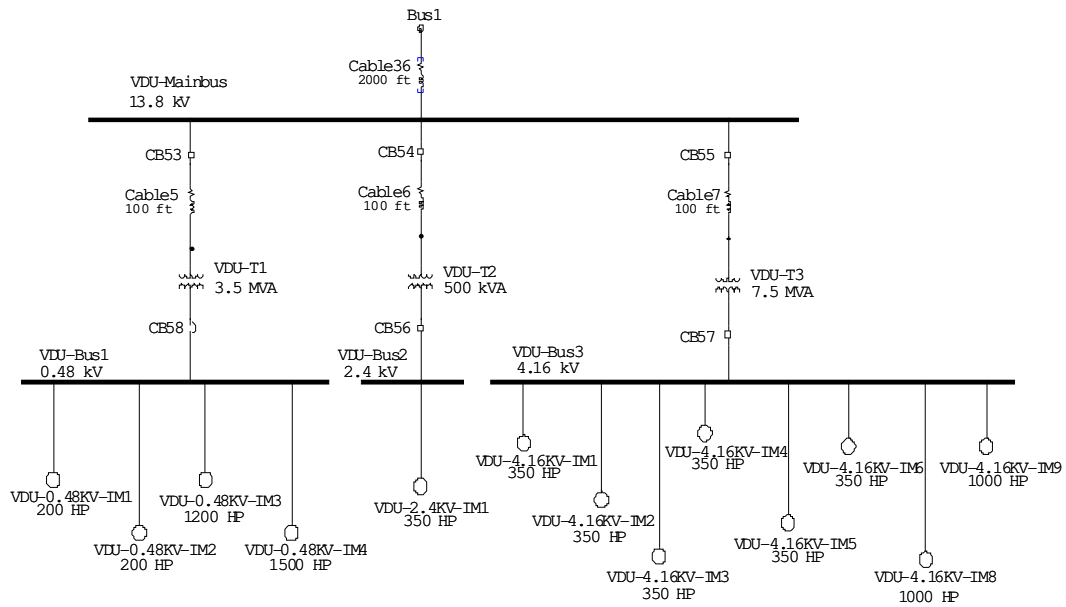 Bus1
Cable36
2000 ft
VDU-Mainbus
13.8 kV
CB53
CB54
CB55
Cable5
100 ft
Cable6
100 ft
Cable7
100 ft
VDU-T1
3.5 MVA
VDU-T2
500 kVA
VDU-T3
7.5 MVA
CB58
CB56
CB57
VDU-Bus1
0.48 kV
VDU-Bus2
2.4 kV
VDU-Bus3
4.16 kV
VDU-0.48KV-IM1
200 HP
VDU-0.48KV-IM2
200 HP
VDU-0.48KV-IM3
1200 HP
VDU-0.48KV-IM4
1500 HP
VDU-2.4KV-IM1
350 HP
VDU-4.16KV-IM1
350 HP
VDU-4.16KV-IM2
350 HP
VDU-4.16KV-IM3
350 HP
VDU-4.16KV-IM4
350 HP
VDU-4.16KV-IM5
350 HP
VDU-4.16KV-IM6
350 HP
VDU-4.16KV-IM8
1000 HP
VDU-4.16KV-IM9
1000 HP